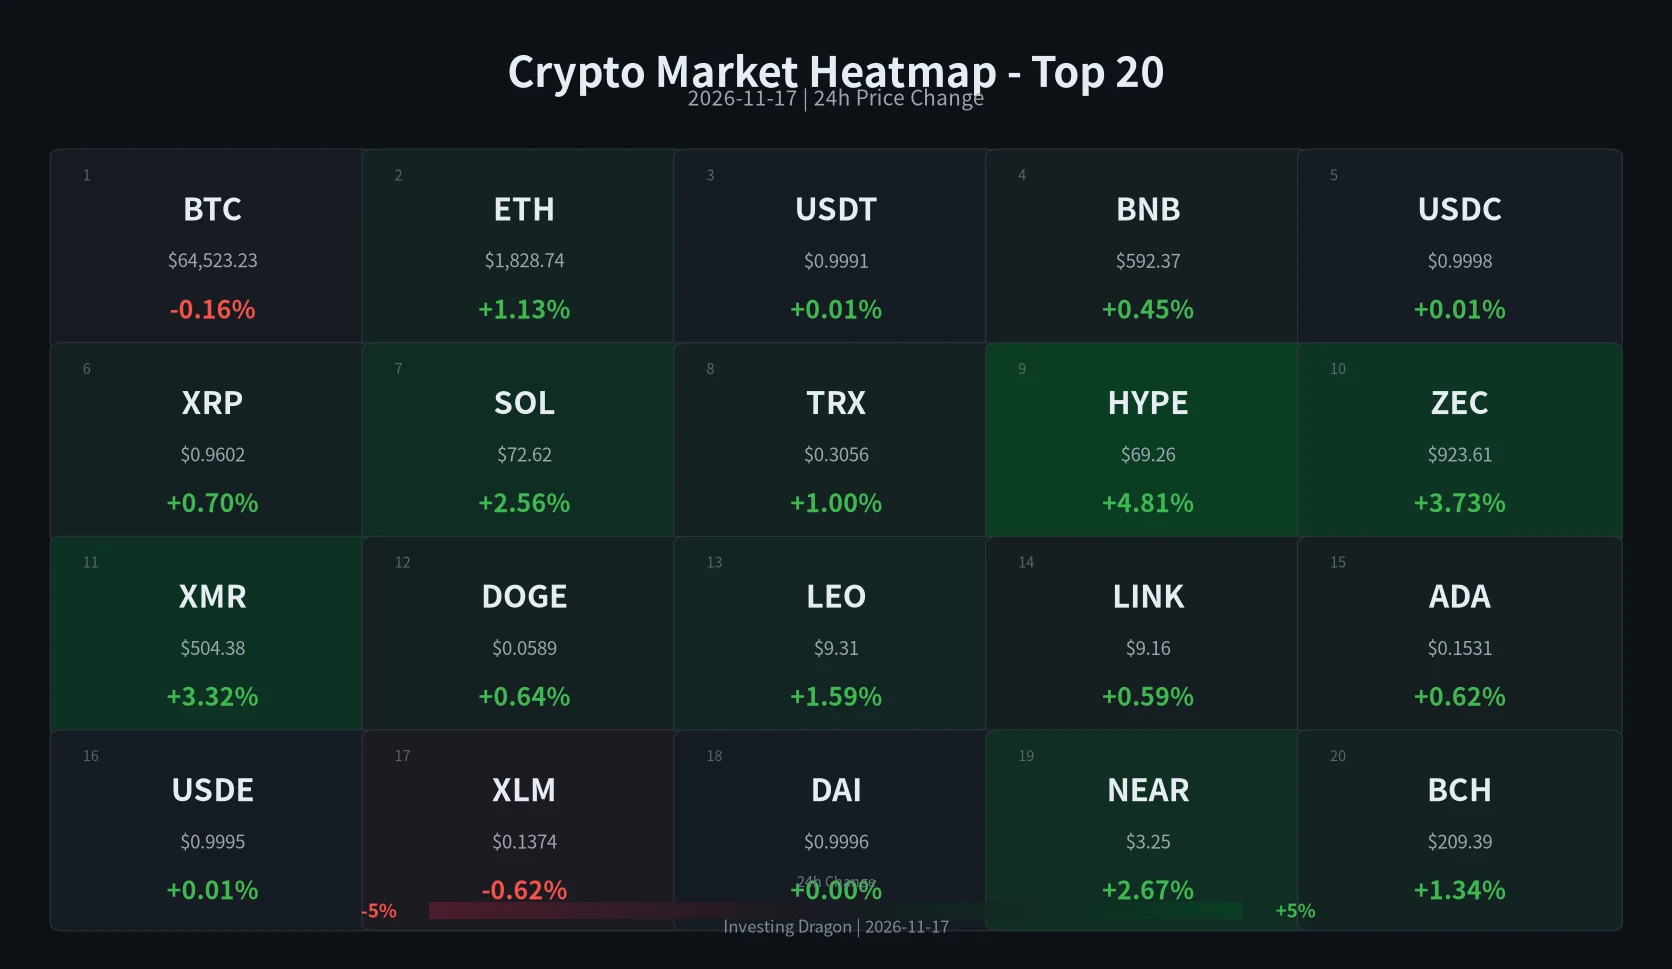 Crypto Market Heatmap - Top 20
2026-11-17 | 24h Price Change
1
BTC
$64,523.23
-0.16%
2
ETH
$1,828.74
+1.13%
3
USDT
$0.9991
+0.01%
4
BNB
$592.37
+0.45%
5
USDC
$0.9998
+0.01%
6
XRP
$0.9602
+0.70%
7
SOL
$72.62
+2.56%
8
TRX
$0.3056
+1.00%
9
HYPE
$69.26
+4.81%
10
ZEC
$923.61
+3.73%
11
XMR
$504.38
+3.32%
12
DOGE
$0.0589
+0.64%
13
LEO
$9.31
+1.59%
14
LINK
$9.16
+0.59%
15
ADA
$0.1531
+0.62%
16
USDE
$0.9995
+0.01%
17
XLM
$0.1374
-0.62%
18
DAI
$0.9996
+0.00%
19
NEAR
$3.25
+2.67%
20
BCH
$209.39
+1.34%
24h Change
-5%
+5%
Investing Dragon | 2026-11-17